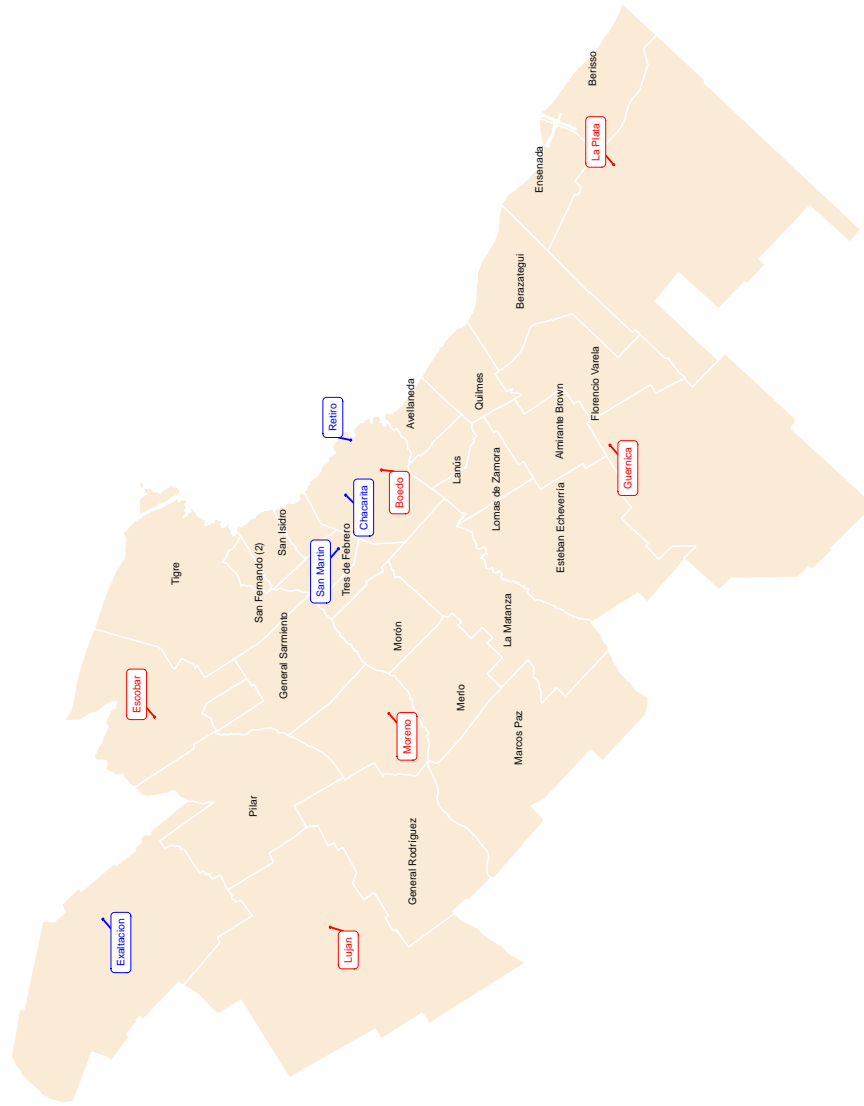 Exaltacion
Escobar
Tigre
Pilar
San Fernando (2)
San Isidro
General Sarmiento
San Martin
Retiro
Lujan
Tres de Febrero
Chacarita
Moreno
Morón
Boedo
Avellaneda
General Rodríguez
Merlo
Lanús
Quilmes
Marcos Paz
La Matanza
Lomas de Zamora
Berazategui
Ensenada
Esteban Echeverría
Almirante Brown
Florencio Varela
La Plata
Berisso
Guernica